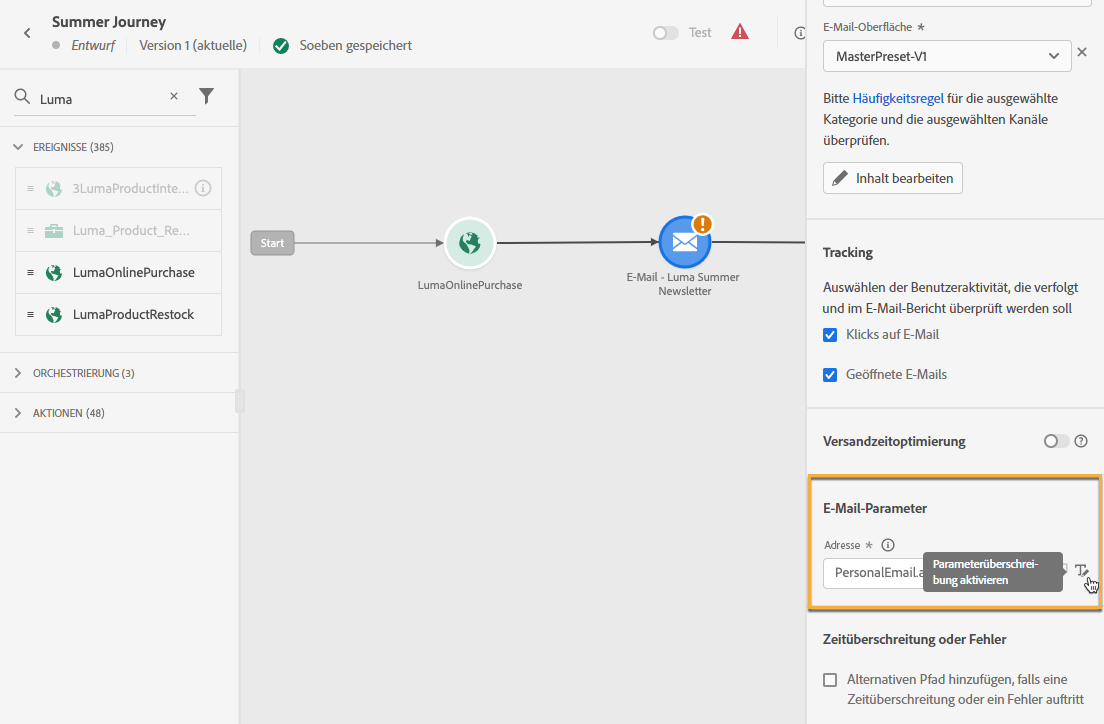 Summer Journey
Entwurf
Version 1 (aktuelle)
Soeben gespeichert
Test
Luma
EREIGNISSE (385)
3LumaProductInte...
Luma_Product_Re...
LumaOnlinePurchase
LumaProductRestock
ORCHESTRIERUNG (3)
AKTIONEN (48)
Start
LumaOnlinePurchase
E-Mail - Luma Summer
Newsletter
E-Mail-Oberfläche *
MasterPreset-V1
Bitte Häufigkeitsregel für die ausgewählte
Kategorie und die ausgewählten Kanäle
überprüfen.
Inhalt bearbeiten
Tracking
Auswählen der Benutzeraktivität, die verfolgt
und im E-Mail-Bericht überprüft werden soll
Klicks auf E-Mail
Geöffnete E-Mails
Versandzeitoptimierung
E-Mail-Parameter
Adresse *
PersonalEmail.a
Parameterüberschrei-
bung aktivieren
Zeitüberschreitung oder Fehler
Alternativen Pfad hinzufügen, falls eine
Zeitüberschreitung oder ein Fehler auftritt